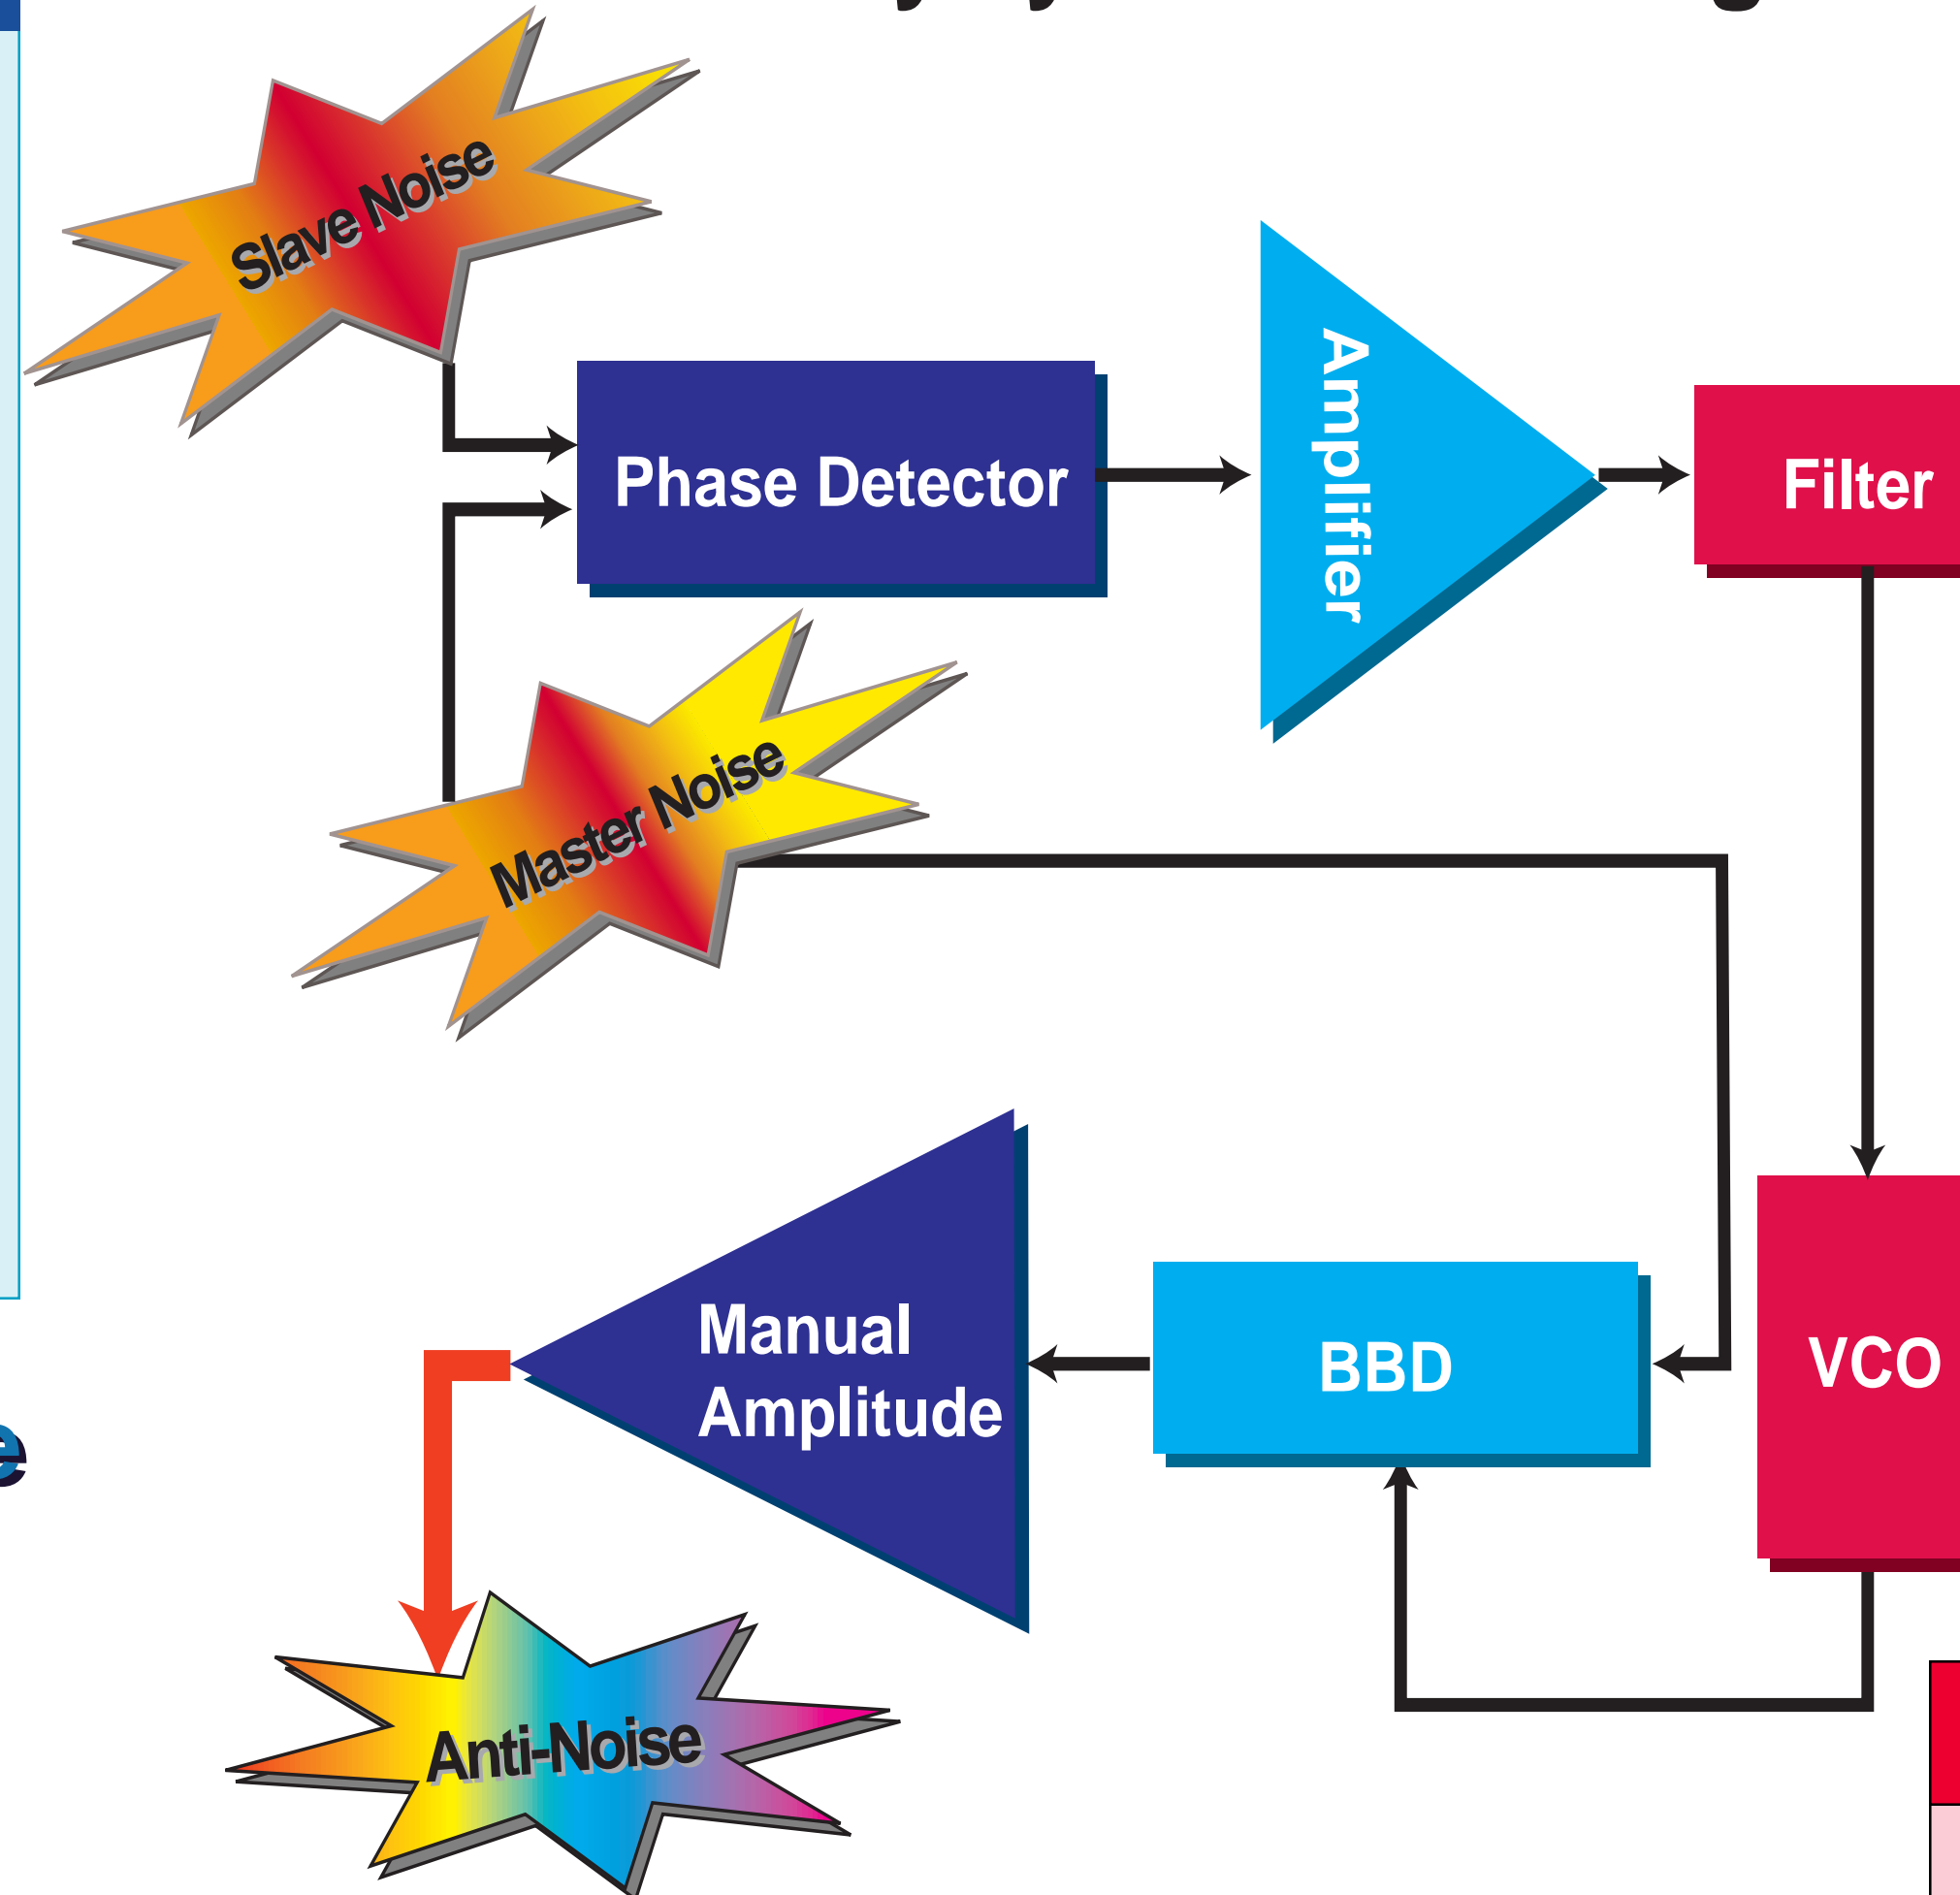 Slave Noise
Phase Detector
Amplifier
Filter
Master Noise
Manual
Amplitude
BBD
VCO
Anti-Noise